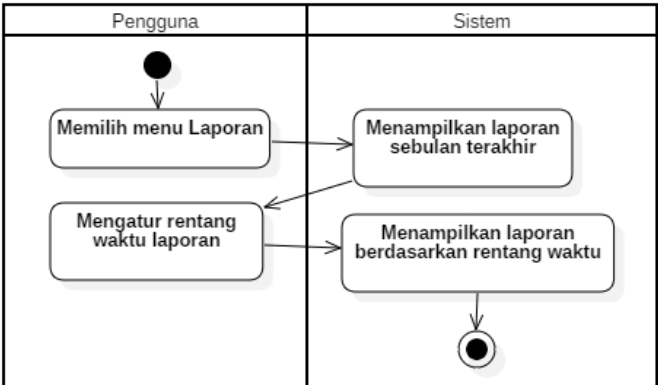 Pengguna
Sistem
Memilih menu Laporan
Menampilkan laporan
sebulan terakhir
Mengatur rentang
waktu laporan
Menampilkan laporan
berdasarkan rentang waktu